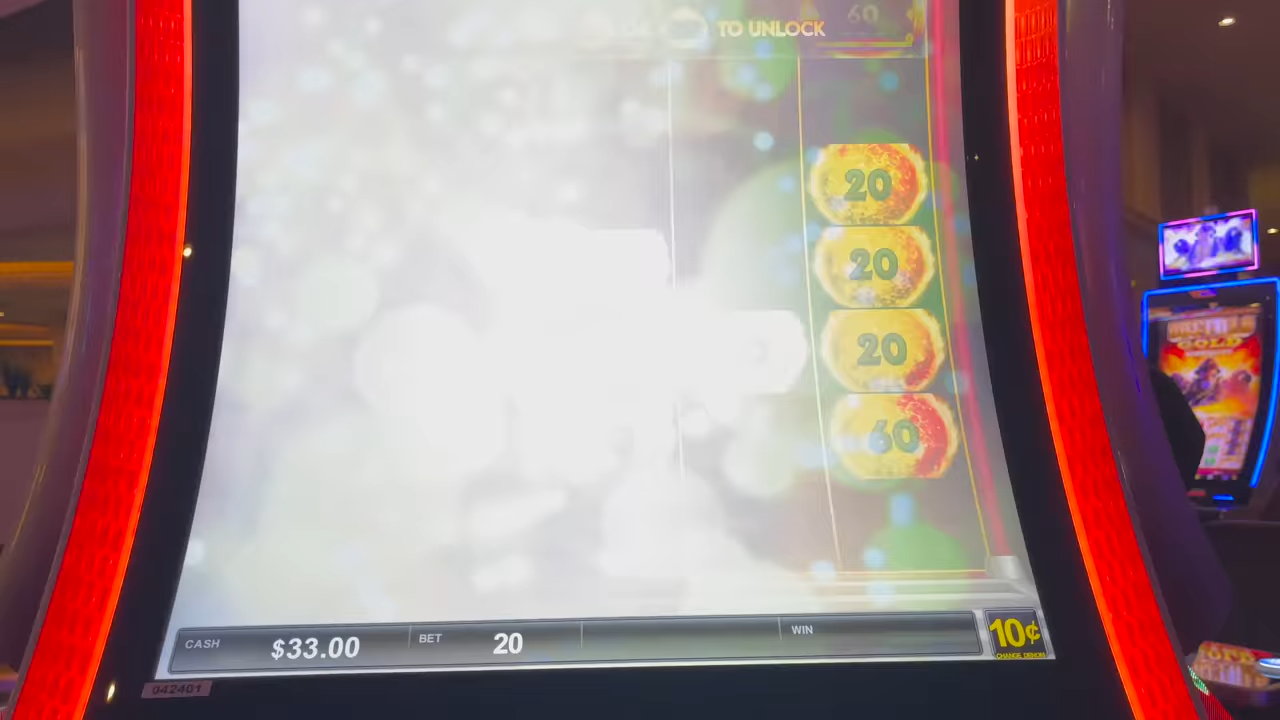 60
TO UNLOCK
20
20
20
60
CASH
$33.00
BET
20
WIN
10¢
CHANGE DENOM
042401
GOLD